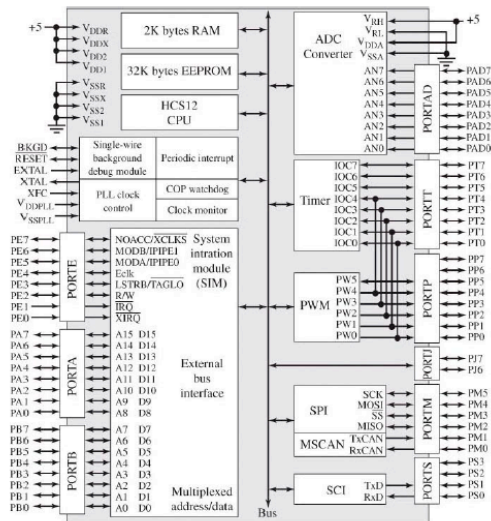 +5
VDDR
VDDX
VDD2
VDD1
VSSR
VSSX
VSS2
VSS1
2K bytes RAM
32K bytes EEPROM
HCS12
CPU
BKGD
RESET
EXTAL
XTAL
XFC
VDDPLL
VSSPLL
Single-wire
background
debug module
Periodic interrupt
PLL clock
control
COP watchdog
Clock monitor
PE7
PE6
PE5
PE4
PE3
PE2
PE1
PE0
PORTE
NOACC/XCLKS
MODB/IPIPE1
MODA/IPIPE0
Eclk
LSTRB/TAGLO
R/W
IRQ
XIRQ
System
intration
module
(SIM)
PA7
PA6
PA5
PA4
PA3
PA2
PA1
PA0
PORTA
A15 D15
A14 D14
A13 D13
A12 D12
A11 D11
A10 D10
A9 D9
A8 D8
External
bus
interface
PB7
PB6
PB5
PB4
PB3
PB2
PB1
PB0
PORTB
A7 D7
A6 D6
A5 D5
A4 D4
A3 D3
A2 D2
A1 D1
A0 D0
Multiplexed
address/data
Bus
ADC
Converter
VRH
VRL
VDDA
VSSA
+5
AN7
AN6
AN5
AN4
AN3
AN2
AN1
AN0
PORTAD
PAD7
PAD6
PAD5
PAD4
PAD3
PAD2
PAD1
PAD0
Timer
IOC7
IOC6
IOC5
IOC4
IOC3
IOC2
IOC1
IOC0
PORTT
PT7
PT6
PT5
PT4
PT3
PT2
PT1
PT0
PWM
PW5
PW4
PW3
PW2
PW1
PW0
PORTP
PP7
PP6
PP5
PP4
PP3
PP2
PP1
PP0
PORTJ
PJ7
PJ6
SPI
SCK
MOSI
SS
MISO
MSCAN
TxCAN
RxCAN
PORTM
PM5
PM4
PM3
PM2
PM1
PM0
SCI
TxD
RxD
PORTS
PS3
PS2
PS1
PS0